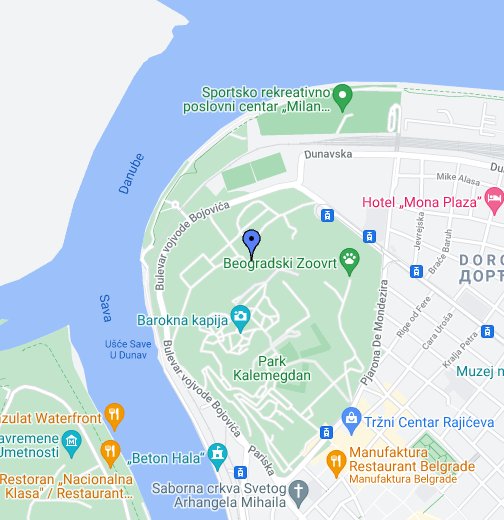 Sportsko rekreativno
poslovni centar „Milan...
Danube
Dunavska
Du
Mike Alasa
Hotel „Mona Plaza”
Bulevar vojvode Bojovića
Jevrejska
Braće Baruh
Beogradski Zoovrt
DORĆ
ДОРЋ
Sava
Barokna kapija
Ušće Save
U Dunav
Rige od Fere
Cara Uroša
Kralja Petra
Pjarona De Mondezira
Bulevar vojvode Bojovića
Park
Kalemegdan
Muzej n
azulat Waterfront
Tržni Centar Rajićeva
avremene
Umetnosti
„Beton Hala”
Pariska
Manufaktura
Restaurant Belgrade
Manufaktura Belgrade
Restoran „Nacionalna
Klasa” / Restaurant...
Saborna crkva Svetog
Arhangela Mihaila